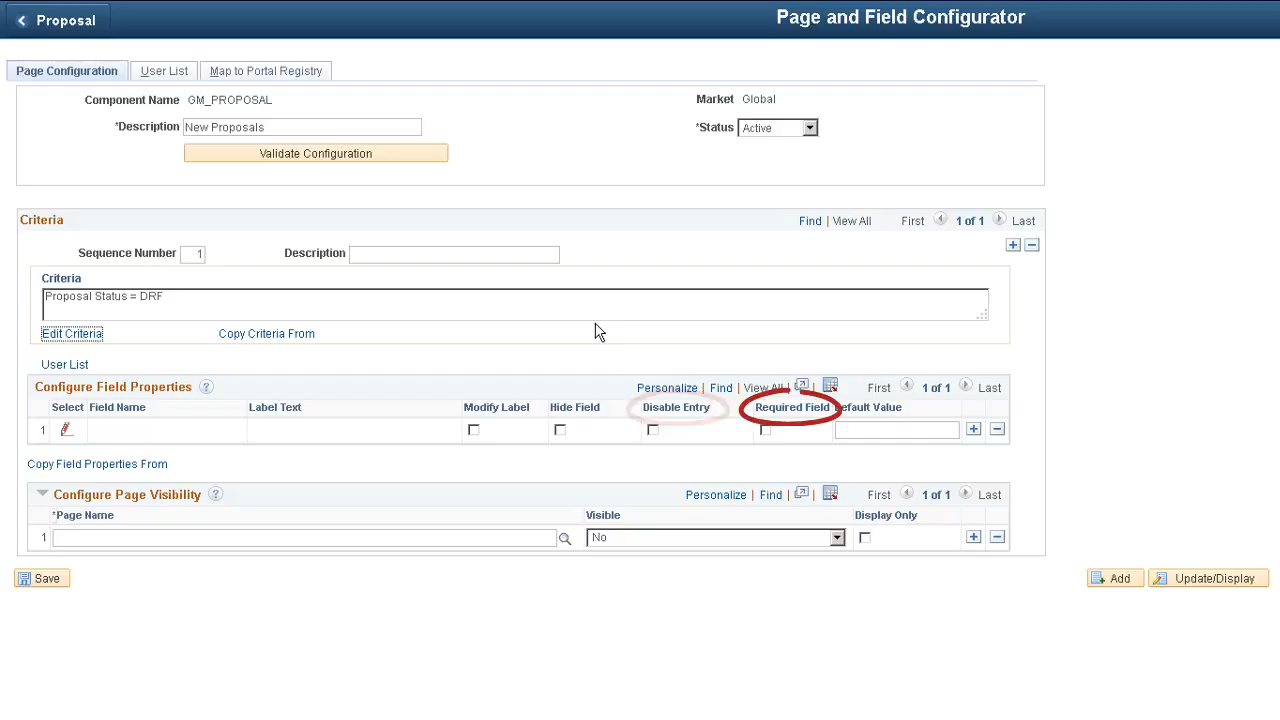 Proposal
Page and Field Configurator
Page Configuration User List Map to Portal Registry
Component Name GM_PROPOSAL Market Global
*Description New Proposals *Status Active
Validate Configuration
Criteria Find | View All First 1 of 1 Last
Sequence Number 1 Description
Criteria
Proposal Status = DRF
Edit Criteria Copy Criteria From
User List
Configure Field Properties ? Personalize | Find | View All | | First 1 of 1 Last
Select Field Name Label Text Modify Label Hide Field Disable Entry Required Field Default Value
1
Copy Field Properties From
Configure Page Visibility ? Personalize | Find | | First 1 of 1 Last
*Page Name Visible Display Only
1 No
Save Add Update/Display